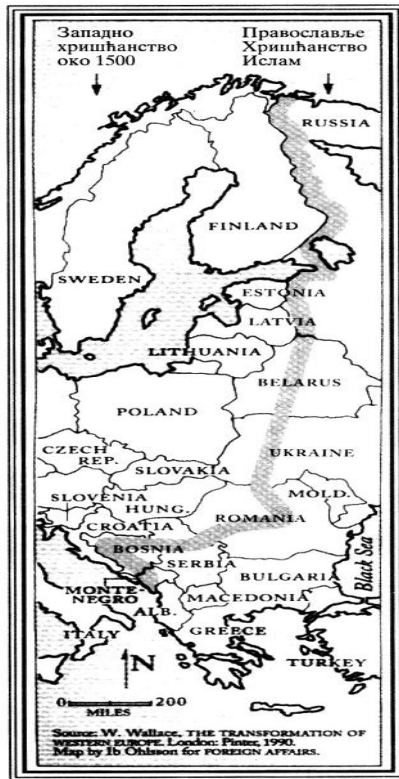 Западно
хришћанство
око 1500
Православље
Хришћанство
Ислам
RUSSIA
FINLAND
SWEDEN
ESTONIA
LATVIA
LITHUANIA
BELARUS
POLAND
CZECH
REP.
UKRAINE
SLOVAKIA
MOLD.
SLOVENIA
HUNG.
ROMANIA
CROATIA
BOSNIA
SERBIA
Black Sea
BULGARIA
MONTE-
NEGRO
MACEDONIA
ALB.
ITALY
GREECE
TURKEY
N
0 200
MILES
Source: W. Wallace, THE TRANSFORMATION OF
WESTERN EUROPE. London: Pinter, 1990.
Map by Ib Ohlsson for FOREIGN AFFAIRS.